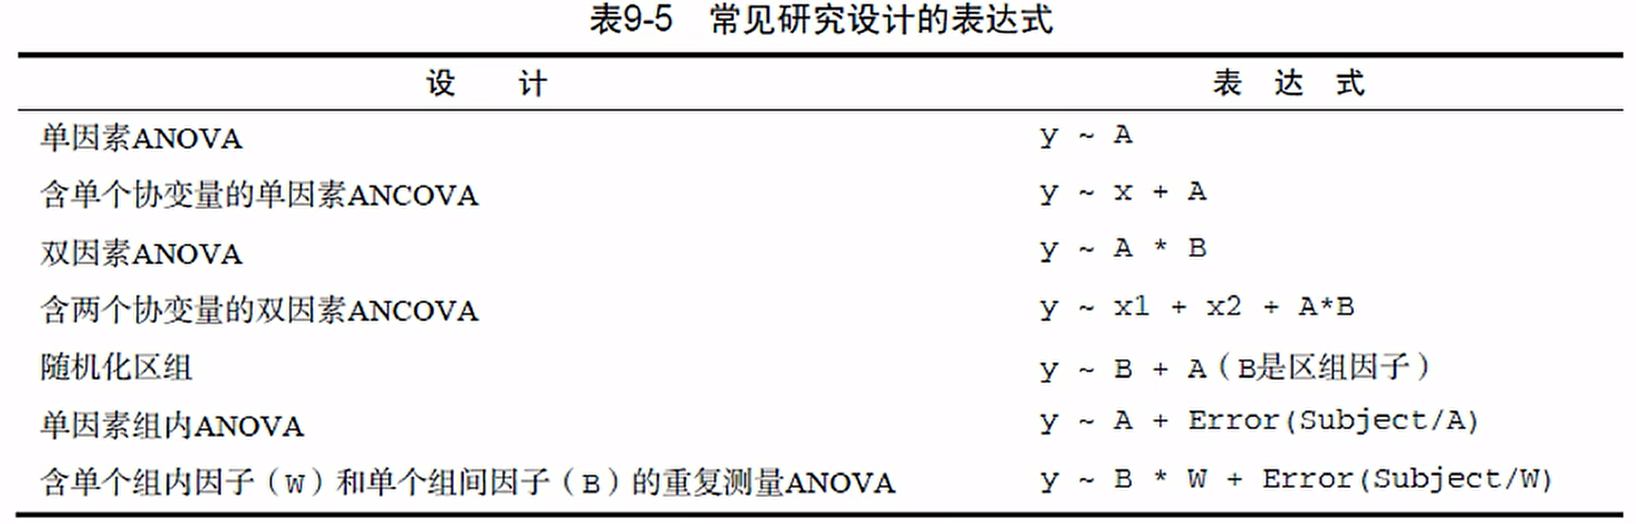 表9-5 常见研究设计的表达式
设 计 表 达 式
单因素ANOVA y ~ A
含单个协变量的单因素ANCOVA y ~ x + A
双因素ANOVA y ~ A * B
含两个协变量的双因素ANCOVA y ~ x1 + x2 + A*B
随机化区组 y ~ B + A（B是区组因子）
单因素组内ANOVA y ~ A + Error(Subject/A)
含单个组内因子（W）和单个组间因子（B）的重复测量ANOVA y ~ B * W + Error(Subject/W)